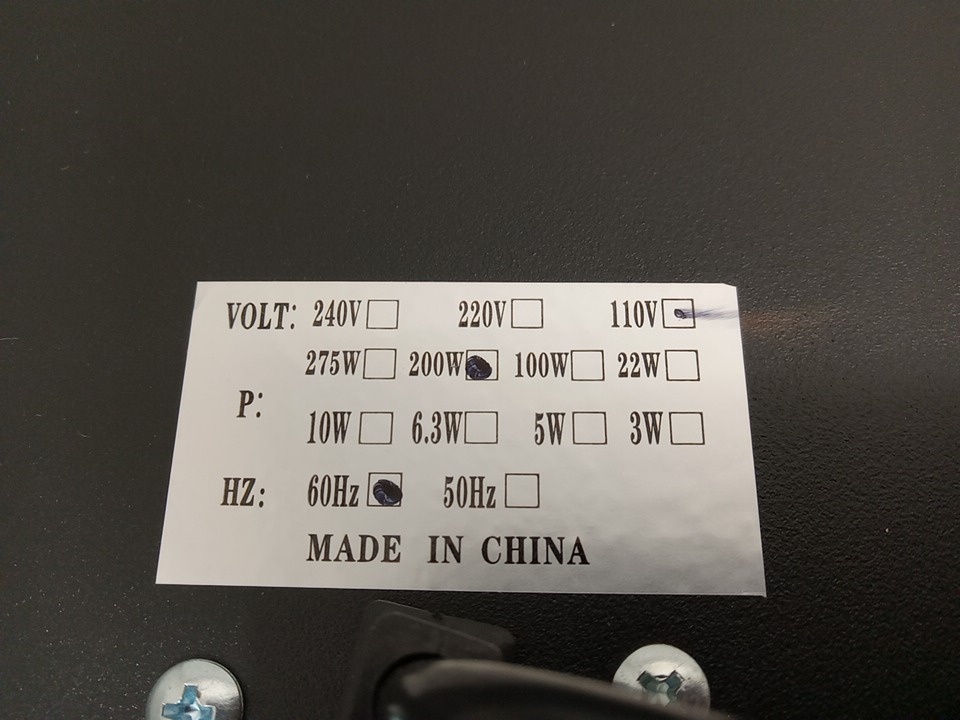 VOLT: 240V 220V 110V
275W 200W 100W 22W
P:
10W 6.3W 5W 3W
HZ: 60Hz 50Hz
MADE IN CHINA